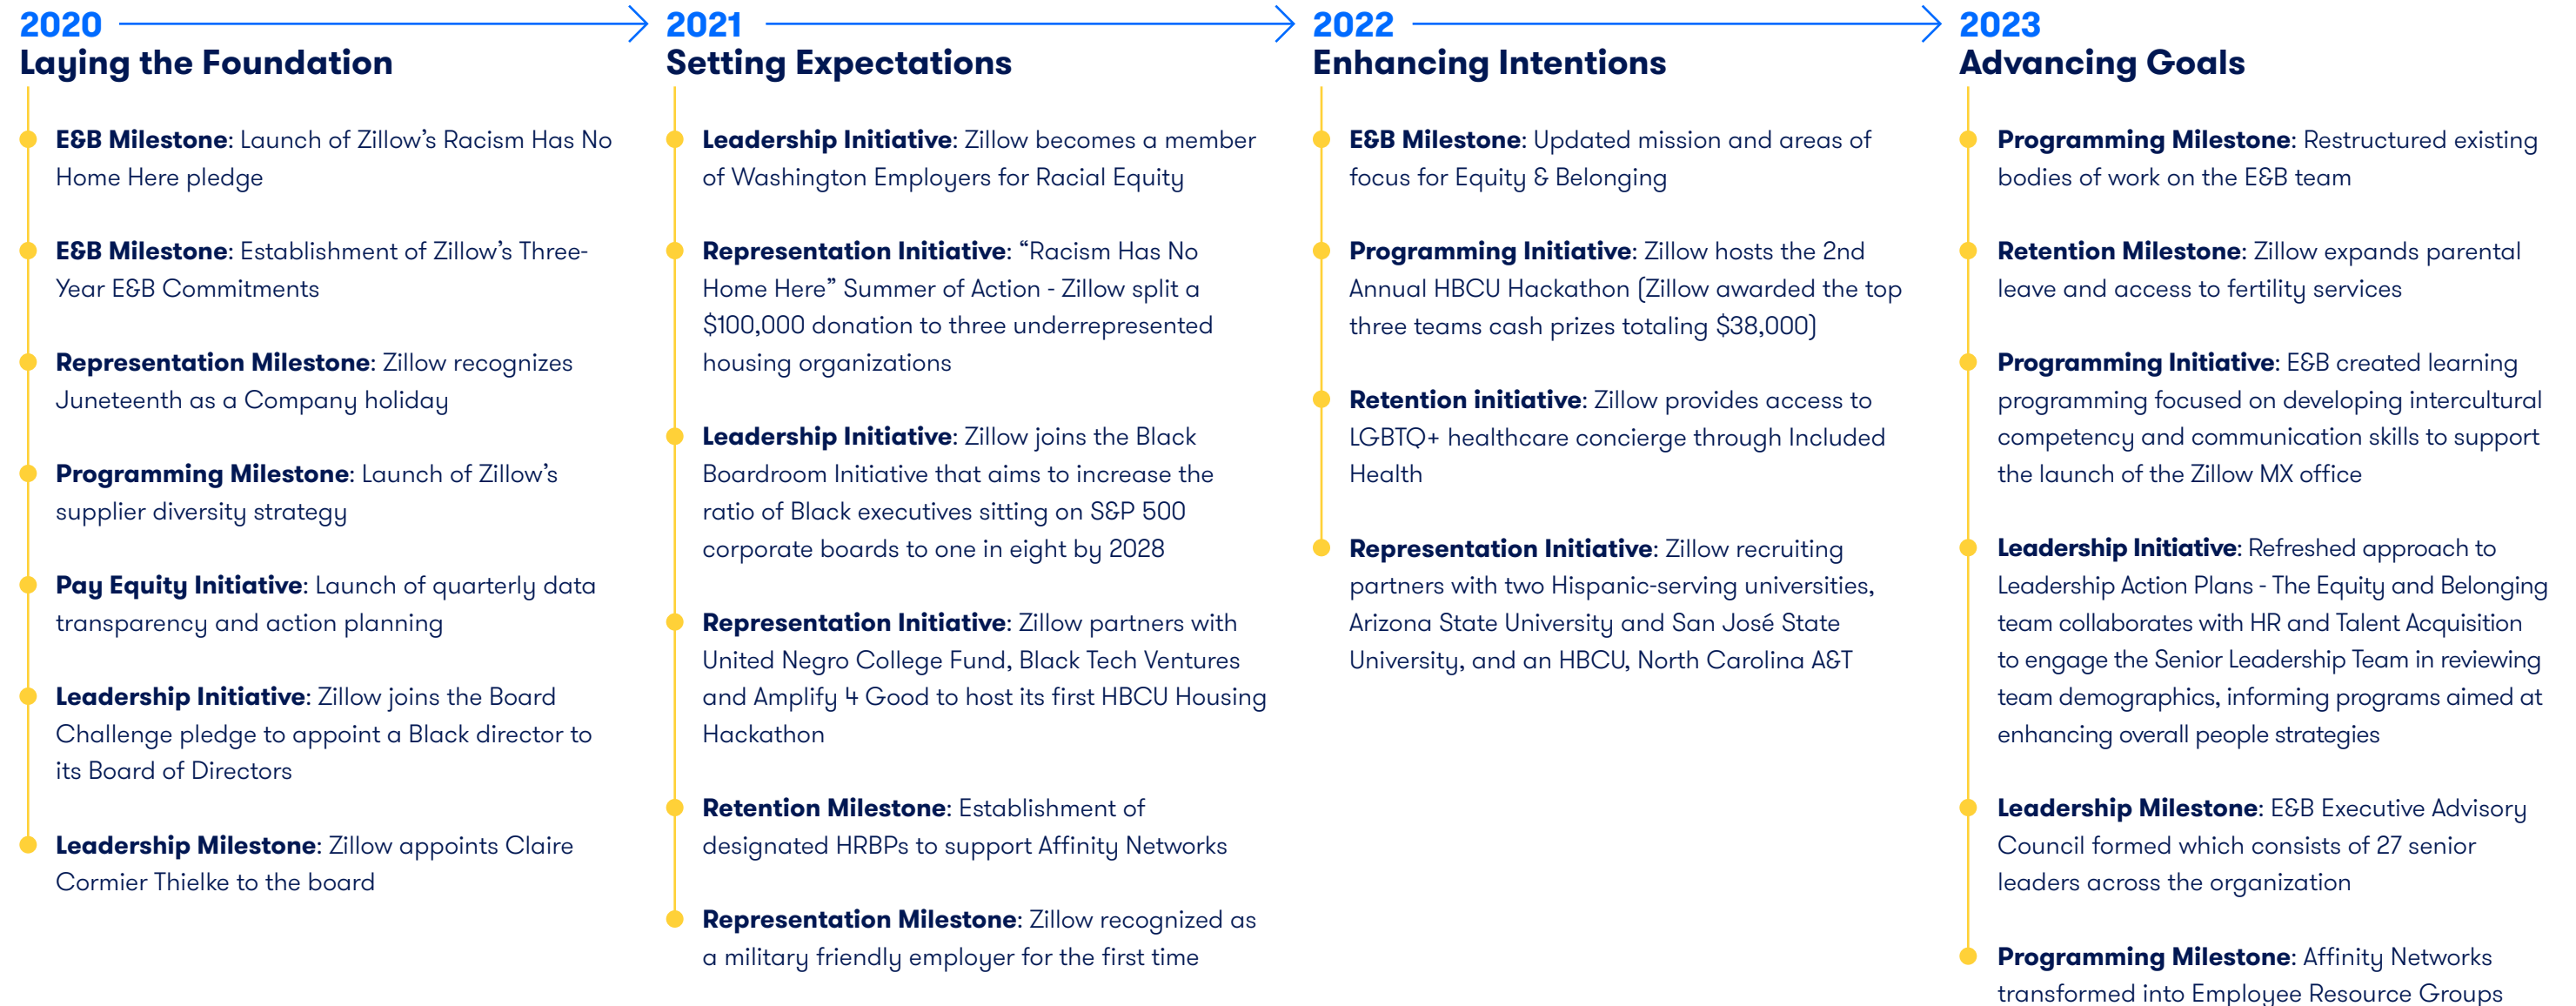 2020
Laying the Foundation
E&B Milestone: Launch of Zillow’s Racism Has No
Home Here pledge
E&B Milestone: Establishment of Zillow’s Three-
Year E&B Commitments
Representation Milestone: Zillow recognizes
Juneteenth as a Company holiday
Programming Milestone: Launch of Zillow’s
supplier diversity strategy
Pay Equity Initiative: Launch of quarterly data
transparency and action planning
Leadership Initiative: Zillow joins the Board
Challenge pledge to appoint a Black director to
its Board of Directors
Leadership Milestone: Zillow appoints Claire
Cormier Thielke to the board
2021
Setting Expectations
Leadership Initiative: Zillow becomes a member
of Washington Employers for Racial Equity
Representation Initiative: “Racism Has No
Home Here” Summer of Action - Zillow split a
$100,000 donation to three underrepresented
housing organizations
Leadership Initiative: Zillow joins the Black
Boardroom Initiative that aims to increase the
ratio of Black executives sitting on S&P 500
corporate boards to one in eight by 2028
Representation Initiative: Zillow partners with
United Negro College Fund, Black Tech Ventures
and Amplify 4 Good to host its first HBCU Housing
Hackathon
Retention Milestone: Establishment of
designated HRBPs to support Affinity Networks
Representation Milestone: Zillow recognized as
a military friendly employer for the first time
2022
Enhancing Intentions
E&B Milestone: Updated mission and areas of
focus for Equity & Belonging
Programming Initiative: Zillow hosts the 2nd
Annual HBCU Hackathon (Zillow awarded the top
three teams cash prizes totaling $38,000)
Retention initiative: Zillow provides access to
LGBTQ+ healthcare concierge through Included
Health
Representation Initiative: Zillow recruiting
partners with two Hispanic-serving universities,
Arizona State University and San José State
University, and an HBCU, North Carolina A&T
2023
Advancing Goals
Programming Milestone: Restructured existing
bodies of work on the E&B team
Retention Milestone: Zillow expands parental
leave and access to fertility services
Programming Initiative: E&B created learning
programming focused on developing intercultural
competency and communication skills to support
the launch of the Zillow MX office
Leadership Initiative: Refreshed approach to
Leadership Action Plans - The Equity and Belonging
team collaborates with HR and Talent Acquisition
to engage the Senior Leadership Team in reviewing
team demographics, informing programs aimed at
enhancing overall people strategies
Leadership Milestone: E&B Executive Advisory
Council formed which consists of 27 senior
leaders across the organization
Programming Milestone: Affinity Networks
transformed into Employee Resource Groups